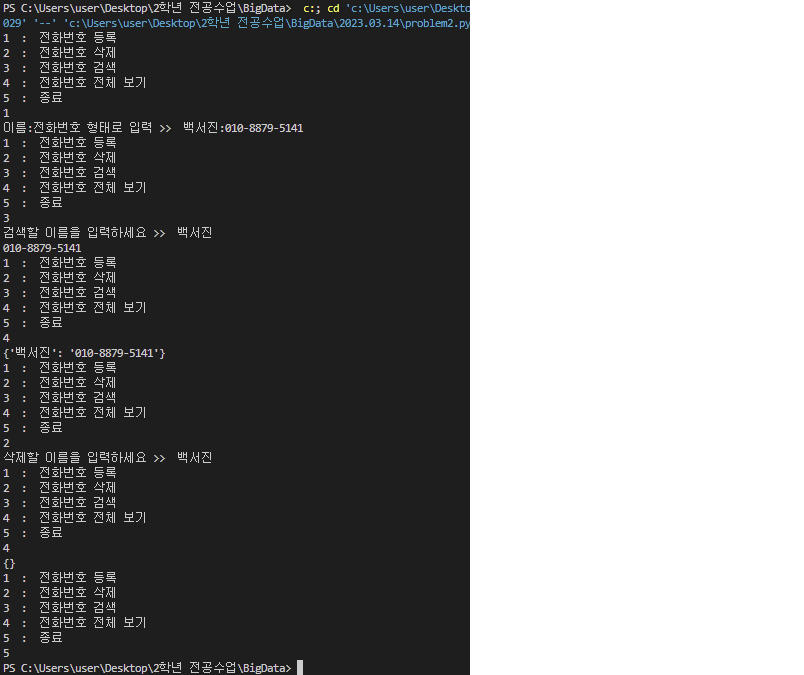 PS C:\Users\user\Desktop\2학년 전공수업\BigData>  c:; cd 'c:\Users\user\Deskto
029' '--' 'c:\Users\user\Desktop\2학년 전공수업\BigData\2023.03.14\problem2.py
1  :  전화번호 등록
2  :  전화번호 삭제
3  :  전화번호 검색
4  :  전화번호 전체 보기
5  :  종료
1
이름:전화번호 형태로 입력 >>  백서진:010-8879-5141
1  :  전화번호 등록
2  :  전화번호 삭제
3  :  전화번호 검색
4  :  전화번호 전체 보기
5  :  종료
3
검색할 이름을 입력하세요 >>  백서진
010-8879-5141
1  :  전화번호 등록
2  :  전화번호 삭제
3  :  전화번호 검색
4  :  전화번호 전체 보기
5  :  종료
4
{'백서진': '010-8879-5141'}
1  :  전화번호 등록
2  :  전화번호 삭제
3  :  전화번호 검색
4  :  전화번호 전체 보기
5  :  종료
2
삭제할 이름을 입력하세요 >>  백서진
1  :  전화번호 등록
2  :  전화번호 삭제
3  :  전화번호 검색
4  :  전화번호 전체 보기
5  :  종료
4
{}
1  :  전화번호 등록
2  :  전화번호 삭제
3  :  전화번호 검색
4  :  전화번호 전체 보기
5  :  종료
5
PS C:\Users\user\Desktop\2학년 전공수업\BigData>